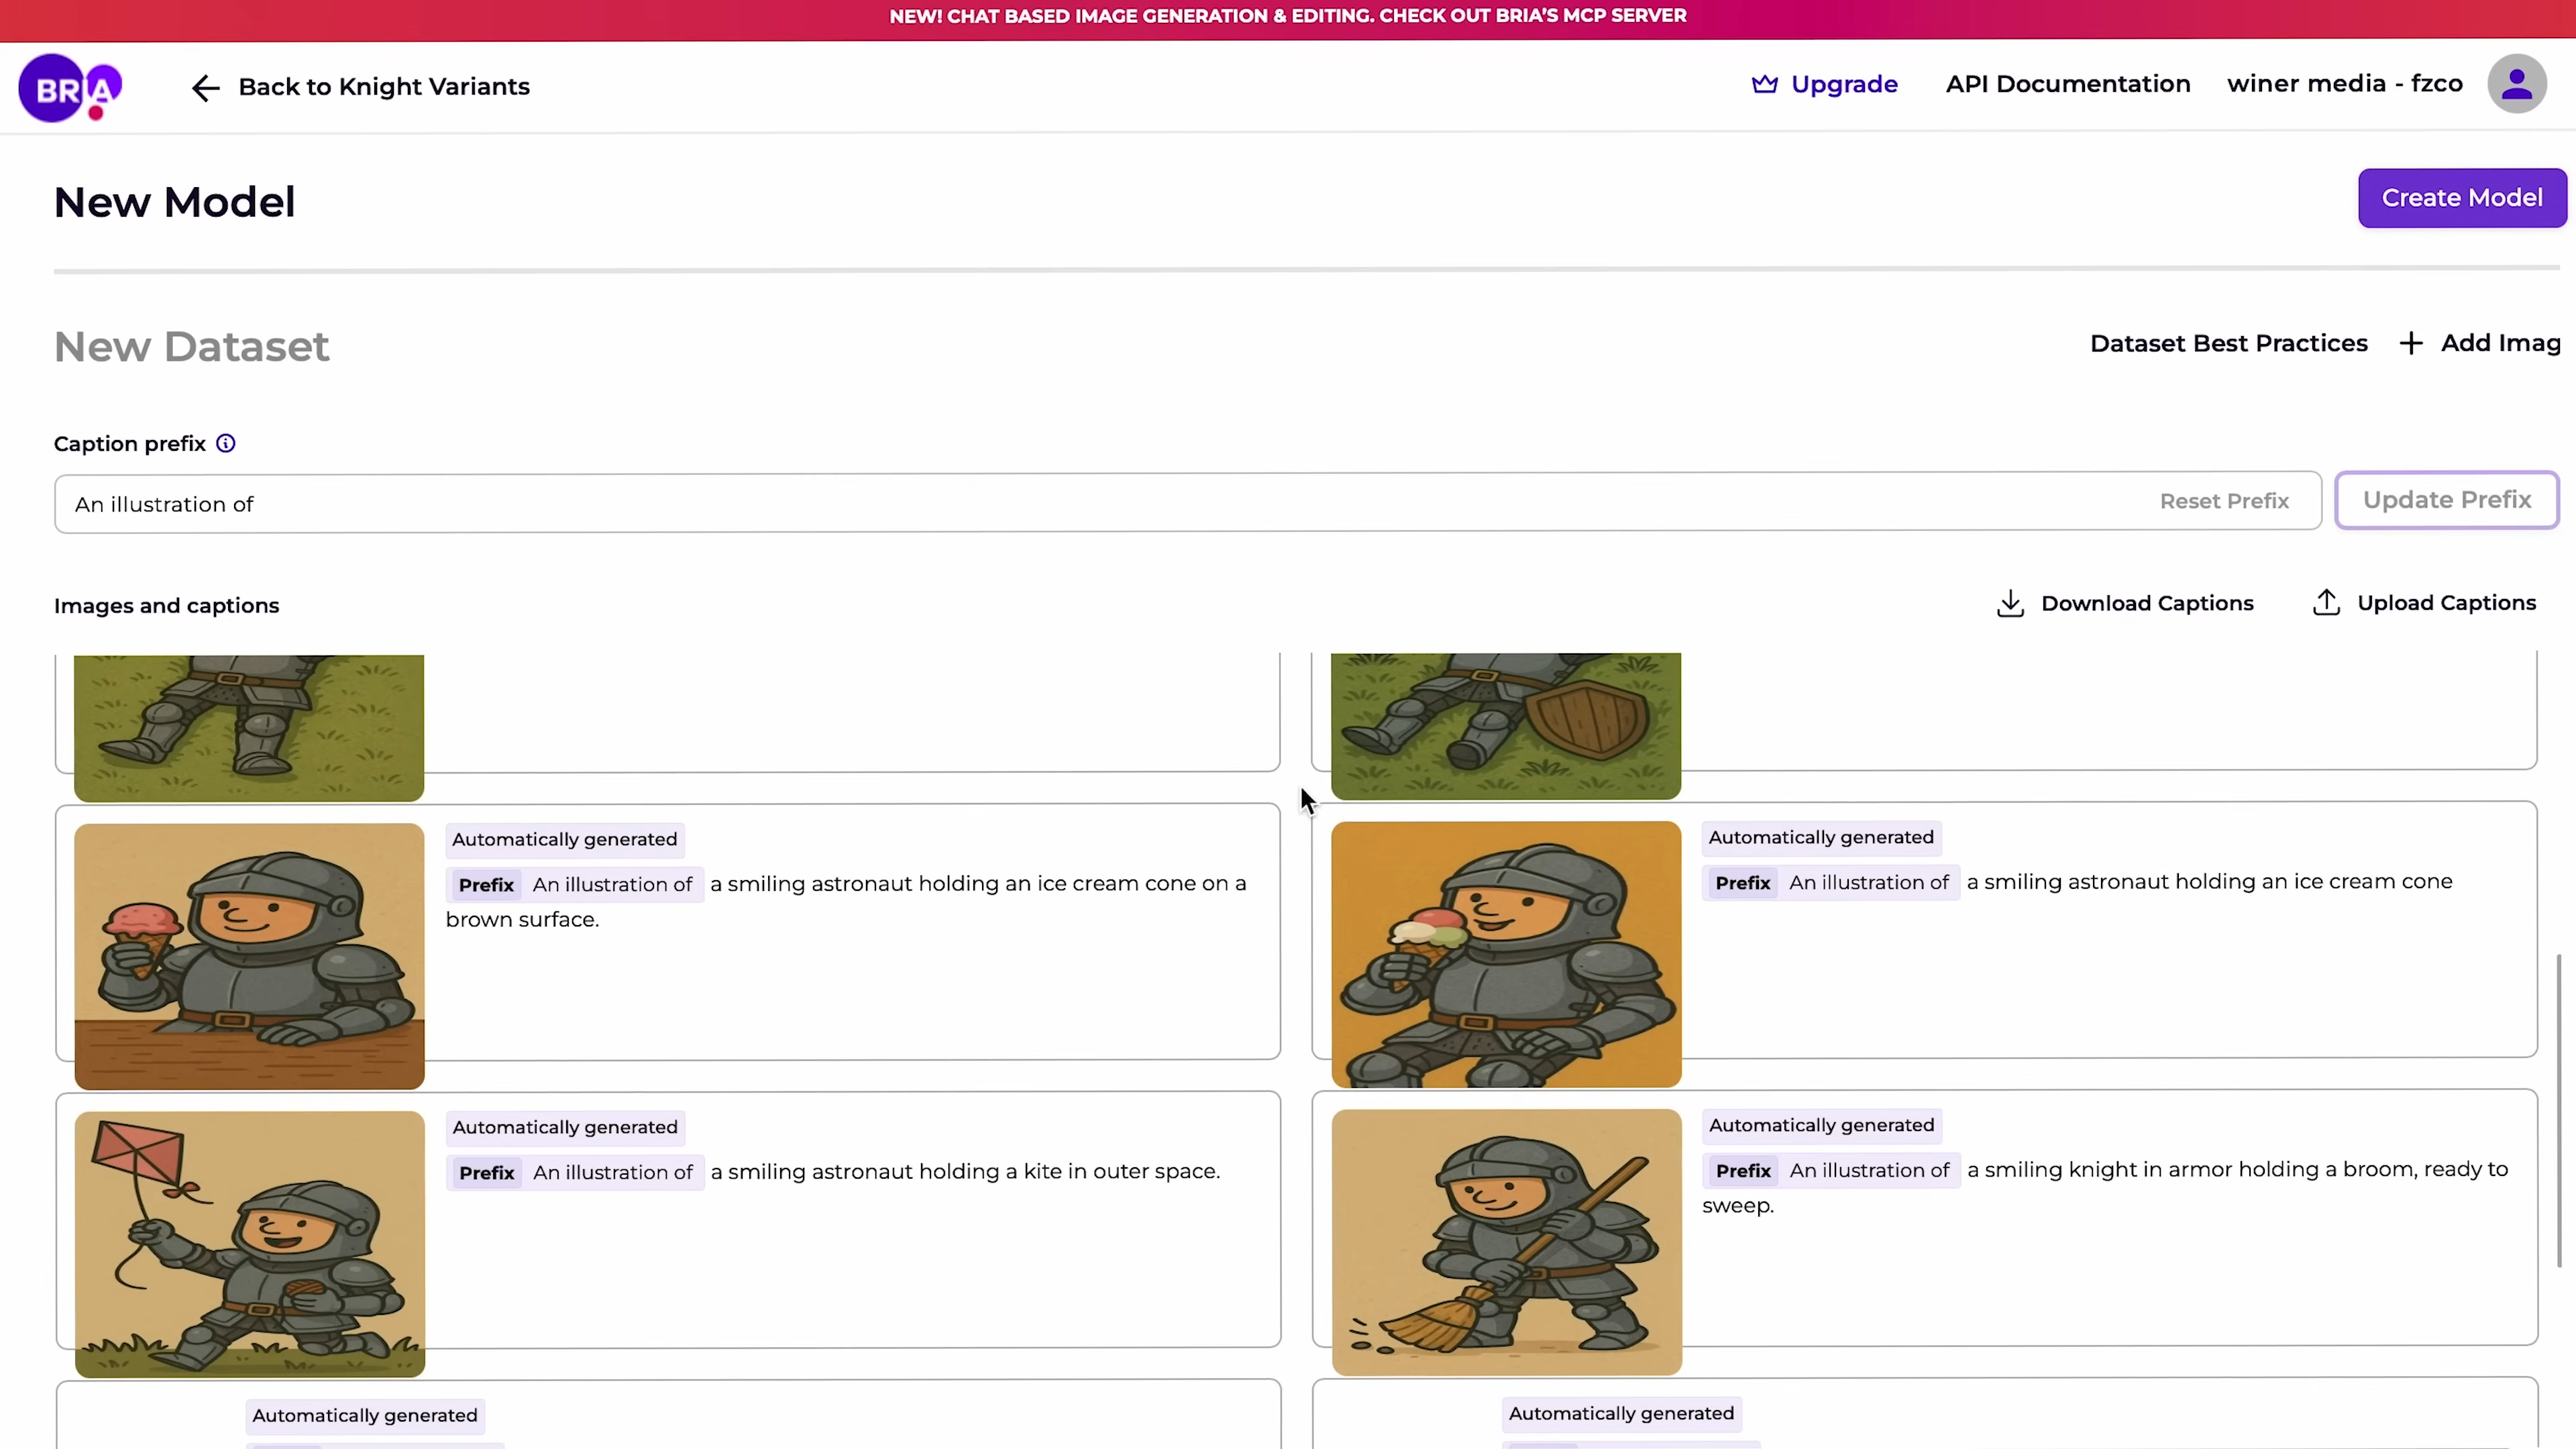 NEW! CHAT BASED IMAGE GENERATION & EDITING. CHECK OUT BRIA'S MCP SERVER
BRIA
Back to Knight Variants
Upgrade
API Documentation
winer media - fzco
New Model
Create Model
New Dataset
Dataset Best Practices
Add Imag
Caption prefix
An illustration of
Reset Prefix
Update Prefix
Images and captions
Download Captions
Upload Captions
Automatically generated
Prefix An illustration of a smiling astronaut holding an ice cream cone on a
brown surface.
Automatically generated
Prefix An illustration of a smiling astronaut holding an ice cream cone
Automatically generated
Prefix An illustration of a smiling astronaut holding a kite in outer space.
Automatically generated
Prefix An illustration of a smiling knight in armor holding a broom, ready to
sweep.
Automatically generated
Automatically generated